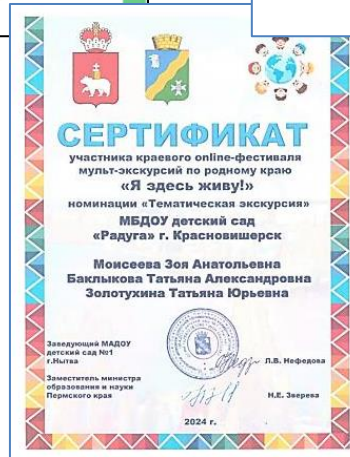 СЕРТИФИКАТ
участника краевого online-фестиваля
мульт-экскурсий по родному краю
«Я здесь живу!»
номинации «Тематическая экскурсия»
МБДОУ детский сад
«Радуга» г. Красновишерск
Моисеева Зоя Анатольевна
Баклыкова Татьяна Александровна
Золотухина Татьяна Юрьевна
Заведующий МАДОУ
детский сад №1
г.Нытва
Л.В. Нефедова
Заместитель министра
образования и науки
Пермского края
Н.Е. Зверева
2024 г.